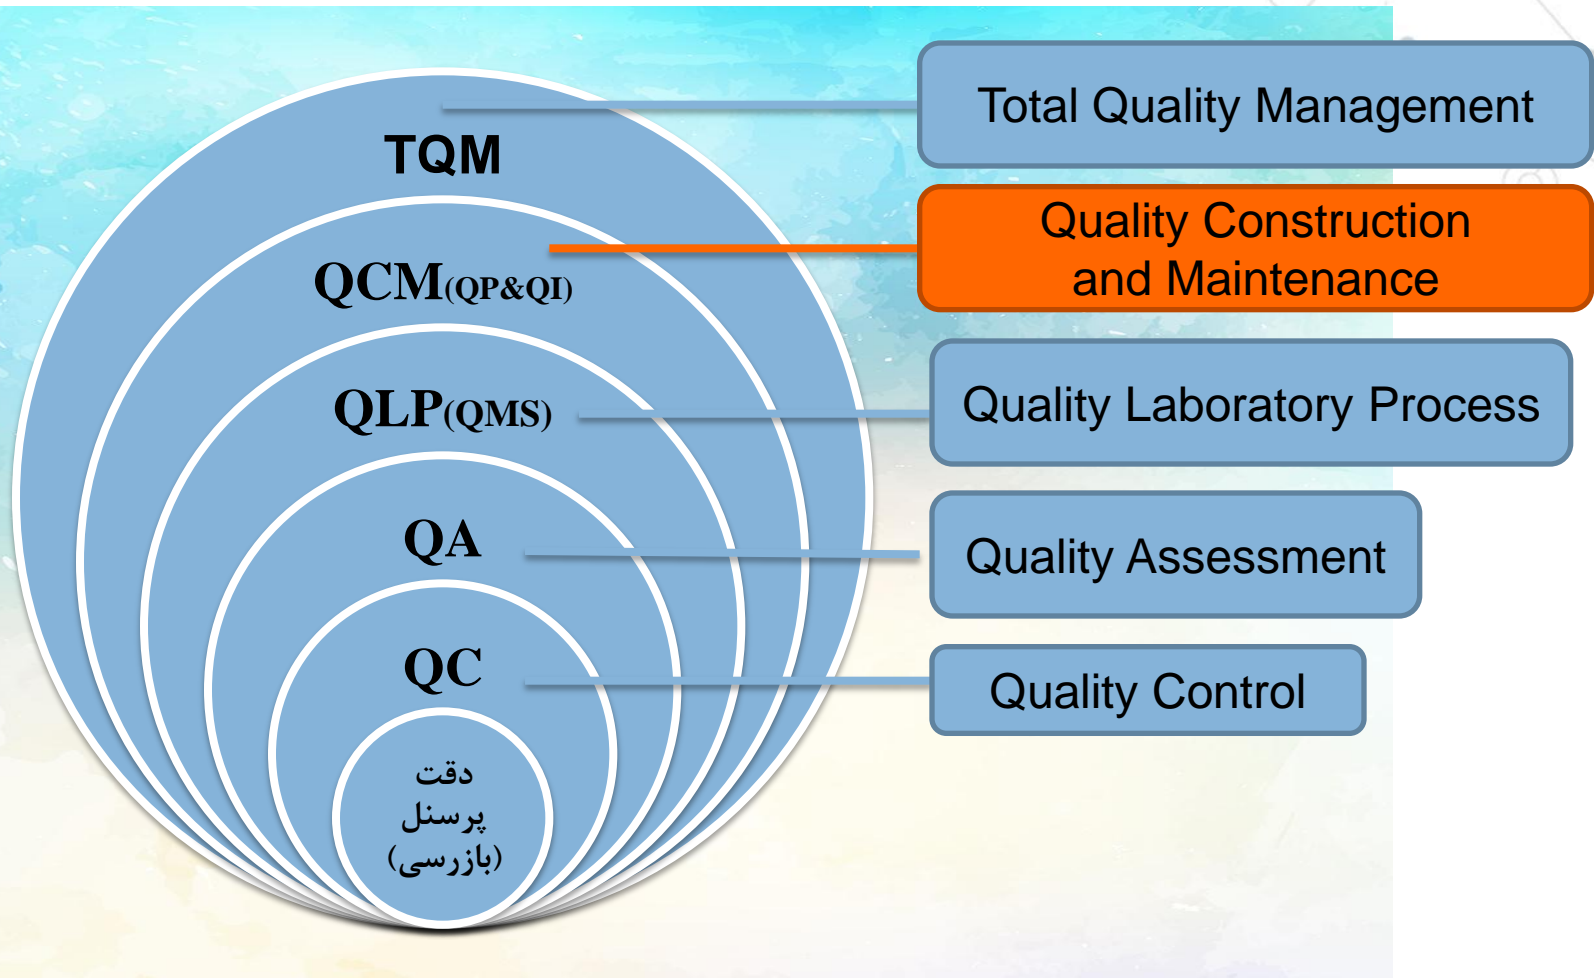 TQM
Total Quality Management
QCM(QP&QI)
Quality Construction
and Maintenance
QLP(QMS)
Quality Laboratory Process
QA
Quality Assessment
QC
Quality Control
دقت
پرسنل
(بازرسی)